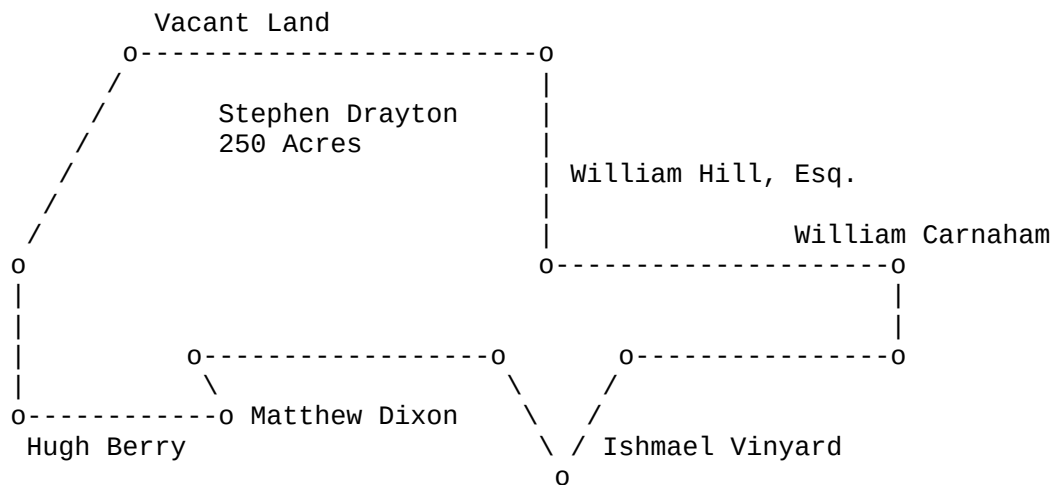 Vacant Land
Stephen Drayton
250 Acres
William Hill, Esq.
William Carnaham
Matthew Dixon
Hugh Berry
Ishmael Vinyard